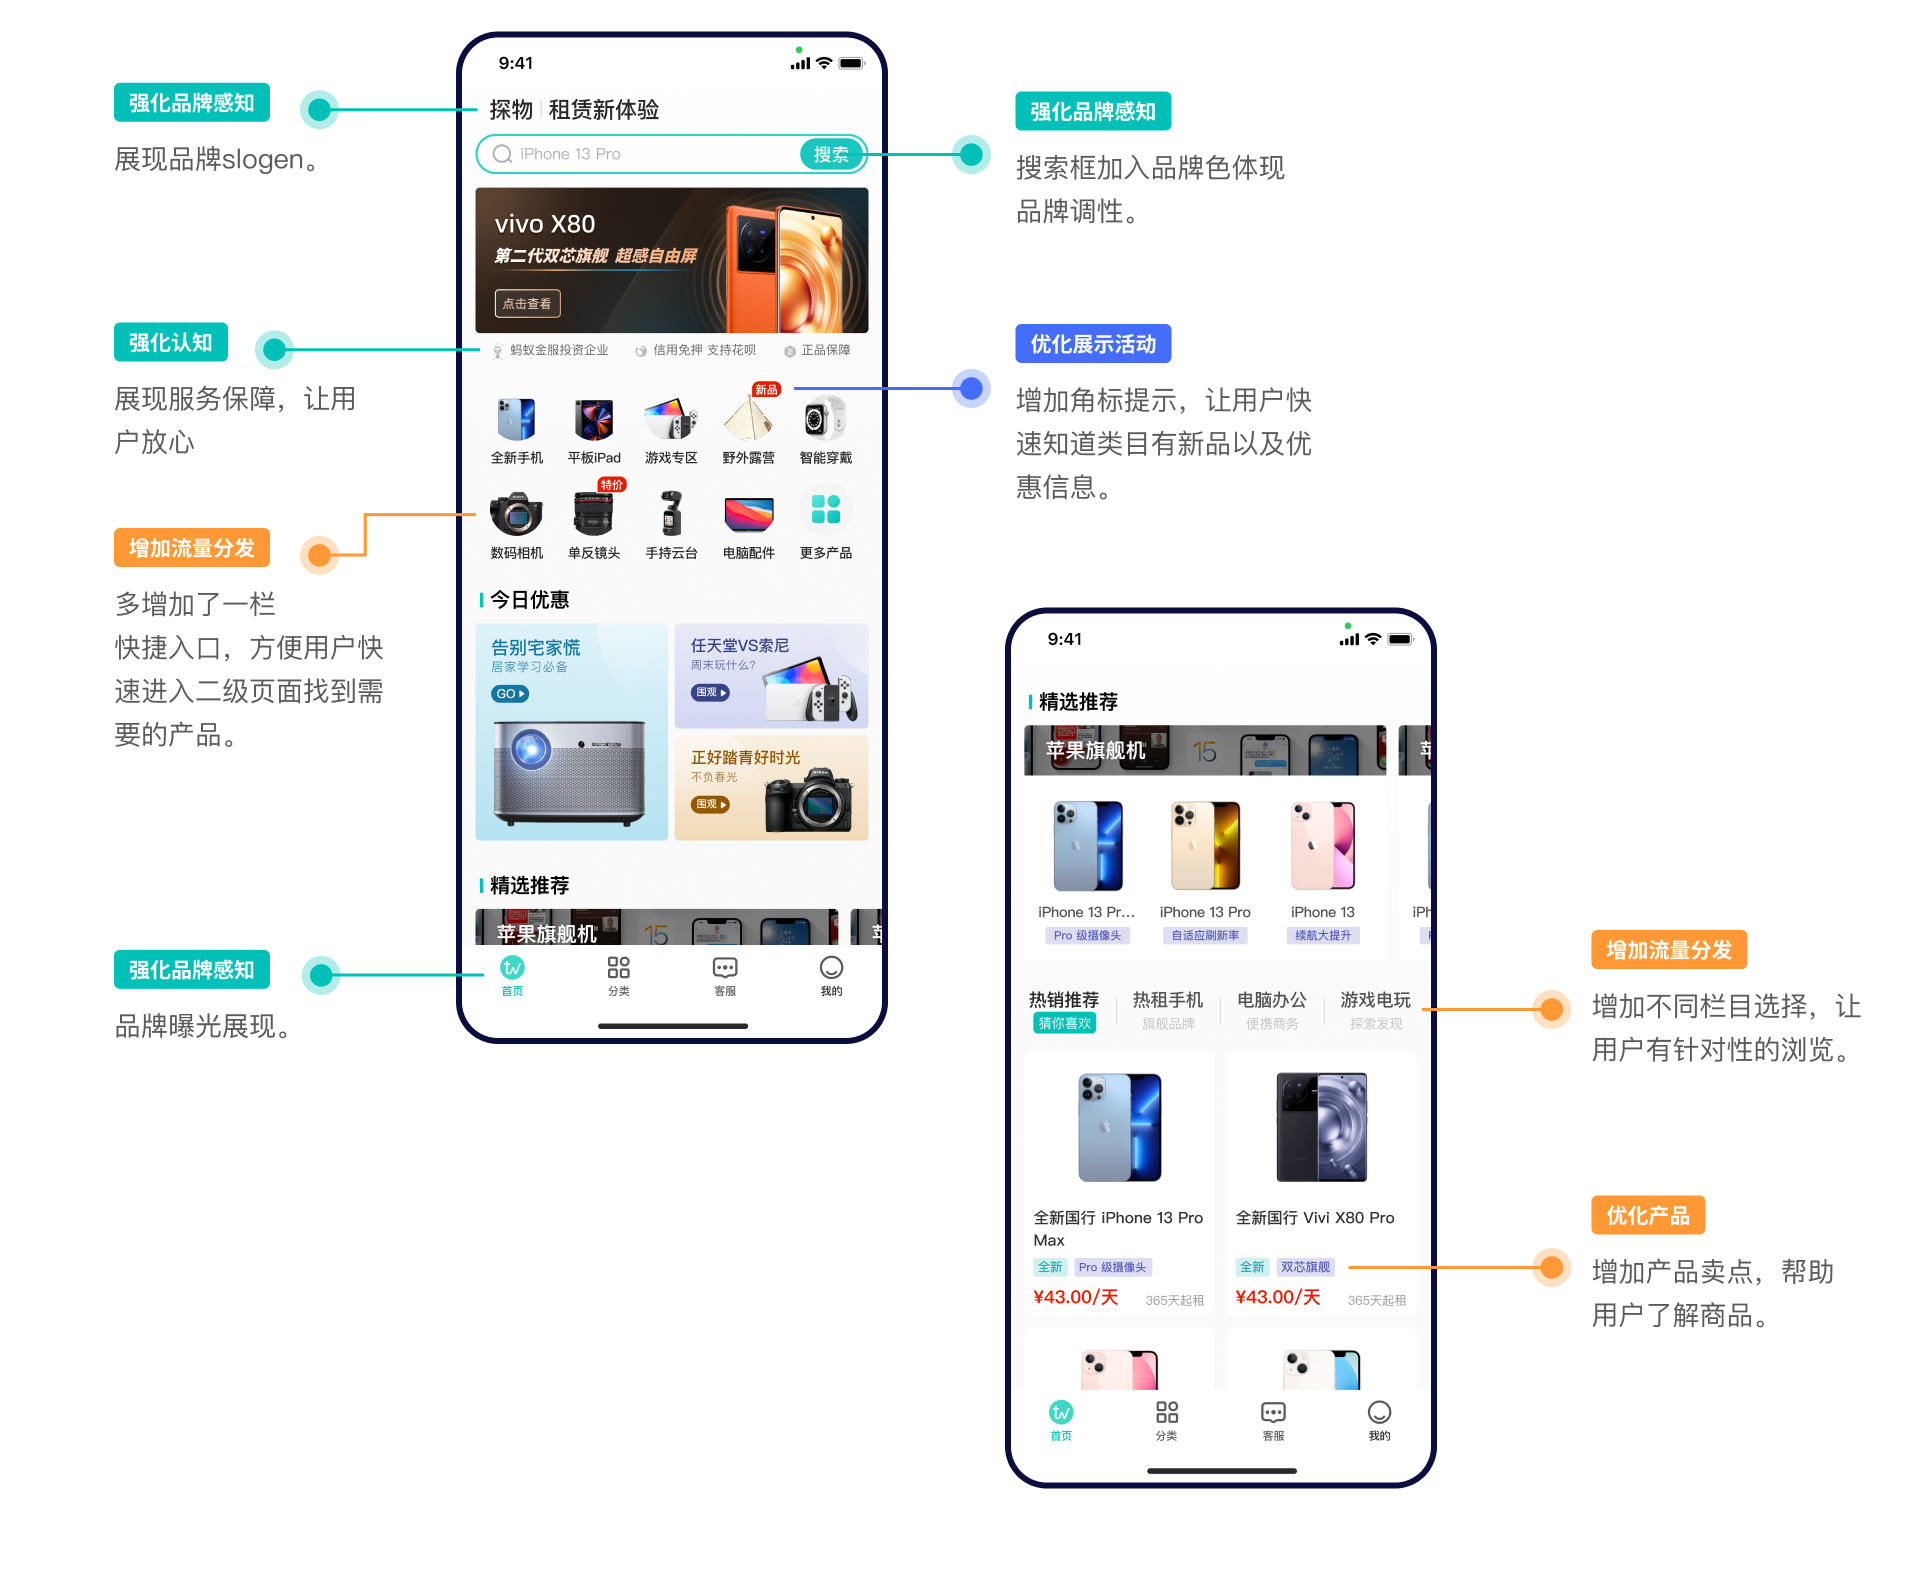 强化品牌感知
展现品牌slogen。
强化认知
展现服务保障，让用
户放心
增加流量分发
多增加了一栏
快捷入口，方便用户快
速进入二级页面找到需
要的产品。
强化品牌感知
品牌曝光展现。
9:41
探物 租赁新体验
iPhone 13 Pro
搜索
vivo X80
第二代双芯旗舰 超感自由屏
点击查看
蚂蚁金服投资企业
信用免押 支持花呗
正品保障
新品
全新手机
平板iPad
游戏专区
野外露营
智能穿戴
特价
数码相机
单反镜头
手持云台
电脑配件
更多产品
今日优惠
告别宅家慌
居家学习必备
GO
任天堂VS索尼
周末玩什么?
围观
正好踏青好时光
不负春光
围观
精选推荐
苹果旗舰机
15
24°
首页
分类
客服
我的
强化品牌感知
搜索框加入品牌色体现
品牌调性。
优化展示活动
增加角标提示，让用户快
速知道类目有新品以及优
惠信息。
9:41
精选推荐
苹果旗舰机
15
24°
iPhone 13 Pr...
iPhone 13 Pro
iPhone 13
Pro 级摄像头
自适应刷新率
续航大提升
热销推荐
热租手机
电脑办公
游戏电玩
猜你喜欢
旗舰品牌
便携商务
探索发现
全新国行 iPhone 13 Pro
Max
全新
Pro 级摄像头
¥43.00/天
365天起租
全新国行 Vivi X80 Pro
全新
双芯旗舰
¥43.00/天
365天起租
首页
分类
客服
我的
增加流量分发
增加不同栏目选择，让
用户有针对性的浏览。
优化产品
增加产品卖点，帮助
用户了解商品。